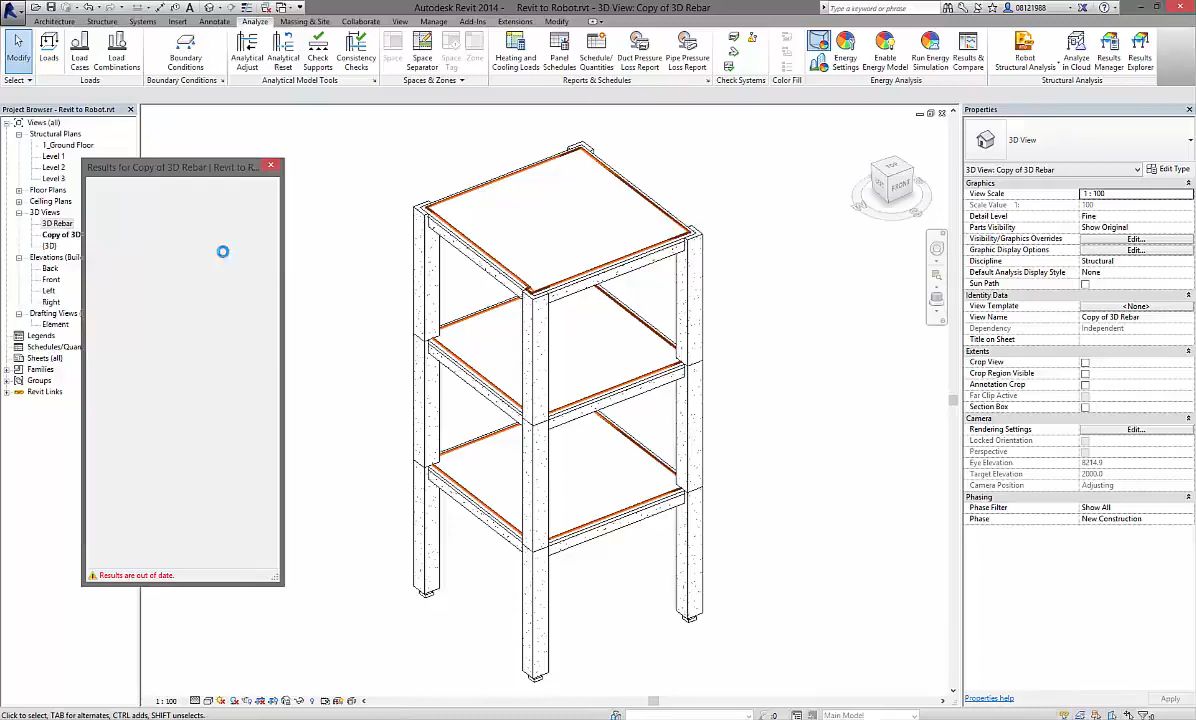 Autodesk Revit 2014 - Revit to Robot.rvt - 3D View: Copy of 3D Rebar
Type a keyword or phrase
08121988
Architecture Structure Systems Insert Annotate Analyze Massing & Site Collaborate View Manage Add-Ins Extensions Modify
Modify
Loads
Load Cases
Load Combinations
Boundary Conditions
Analytical Adjust
Analytical Reset
Check Supports
Consistency Checks
Space
Space Separator
Space Tag
Zone
Heating and Cooling Loads
Panel Schedules
Schedule/ Quantities
Duct Pressure Loss Report
Pipe Pressure Loss Report
Energy Settings
Enable Energy Model
Run Energy Simulation
Results & Compare
Robot Structural Analysis
Analyze in Cloud
Results Manager
Results Explorer
Select Loads Boundary Conditions Analytical Model Tools Spaces & Zones Reports & Schedules Check Systems Color Fill Energy Analysis Structural Analysis
Project Browser - Revit to Robot.rvt
Views (all)
Structural Plans
1_Ground Floor
Level 1
Level 2
Level 3
Floor Plans
Ceiling Plans
3D Views
3D Rebar
Copy of 3D
{3D}
Elevations (Buil
Back
Front
Left
Right
Drafting Views (
Element
Legends
Schedules/Quan
Sheets (all)
Families
Groups
Revit Links
Results for Copy of 3D Rebar | Revit to R...
Results are out of date.
TOP
FRONT
Properties
3D View
3D View: Copy of 3D Rebar
Edit Type
Graphics
View Scale 1 : 100
Scale Value 1: 100
Detail Level Fine
Parts Visibility Show Original
Visibility/Graphics Overrides Edit...
Graphic Display Options Edit...
Discipline Structural
Default Analysis Display Style None
Sun Path
Identity Data
View Template <None>
View Name Copy of 3D Rebar
Dependency Independent
Title on Sheet
Extents
Crop View
Crop Region Visible
Annotation Crop
Far Clip Active
Section Box
Camera
Rendering Settings Edit...
Locked Orientation
Perspective
Eye Elevation 8214.9
Target Elevation 2000.0
Camera Position Adjusting
Phasing
Phase Filter Show All
Phase New Construction
Properties help
Apply
1 : 100
Click to select, TAB for alternates, CTRL adds, SHIFT unselects.
:0
Main Model
:0